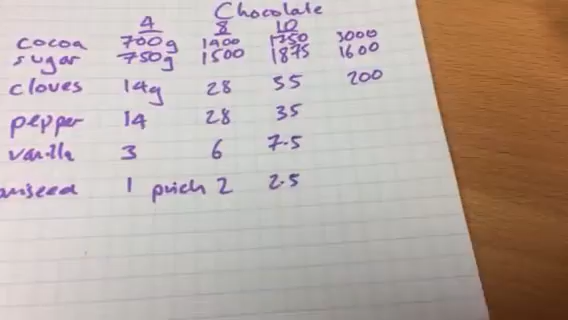 Chocolate
4 8 10
cocoa 700g 1400 1750 3000
sugar 750g 1500 1875 1600
cloves 14g 28 35 200
pepper 14 28 35
vanilla 3 6 7.5
aniseed 1 pinch 2 2.5